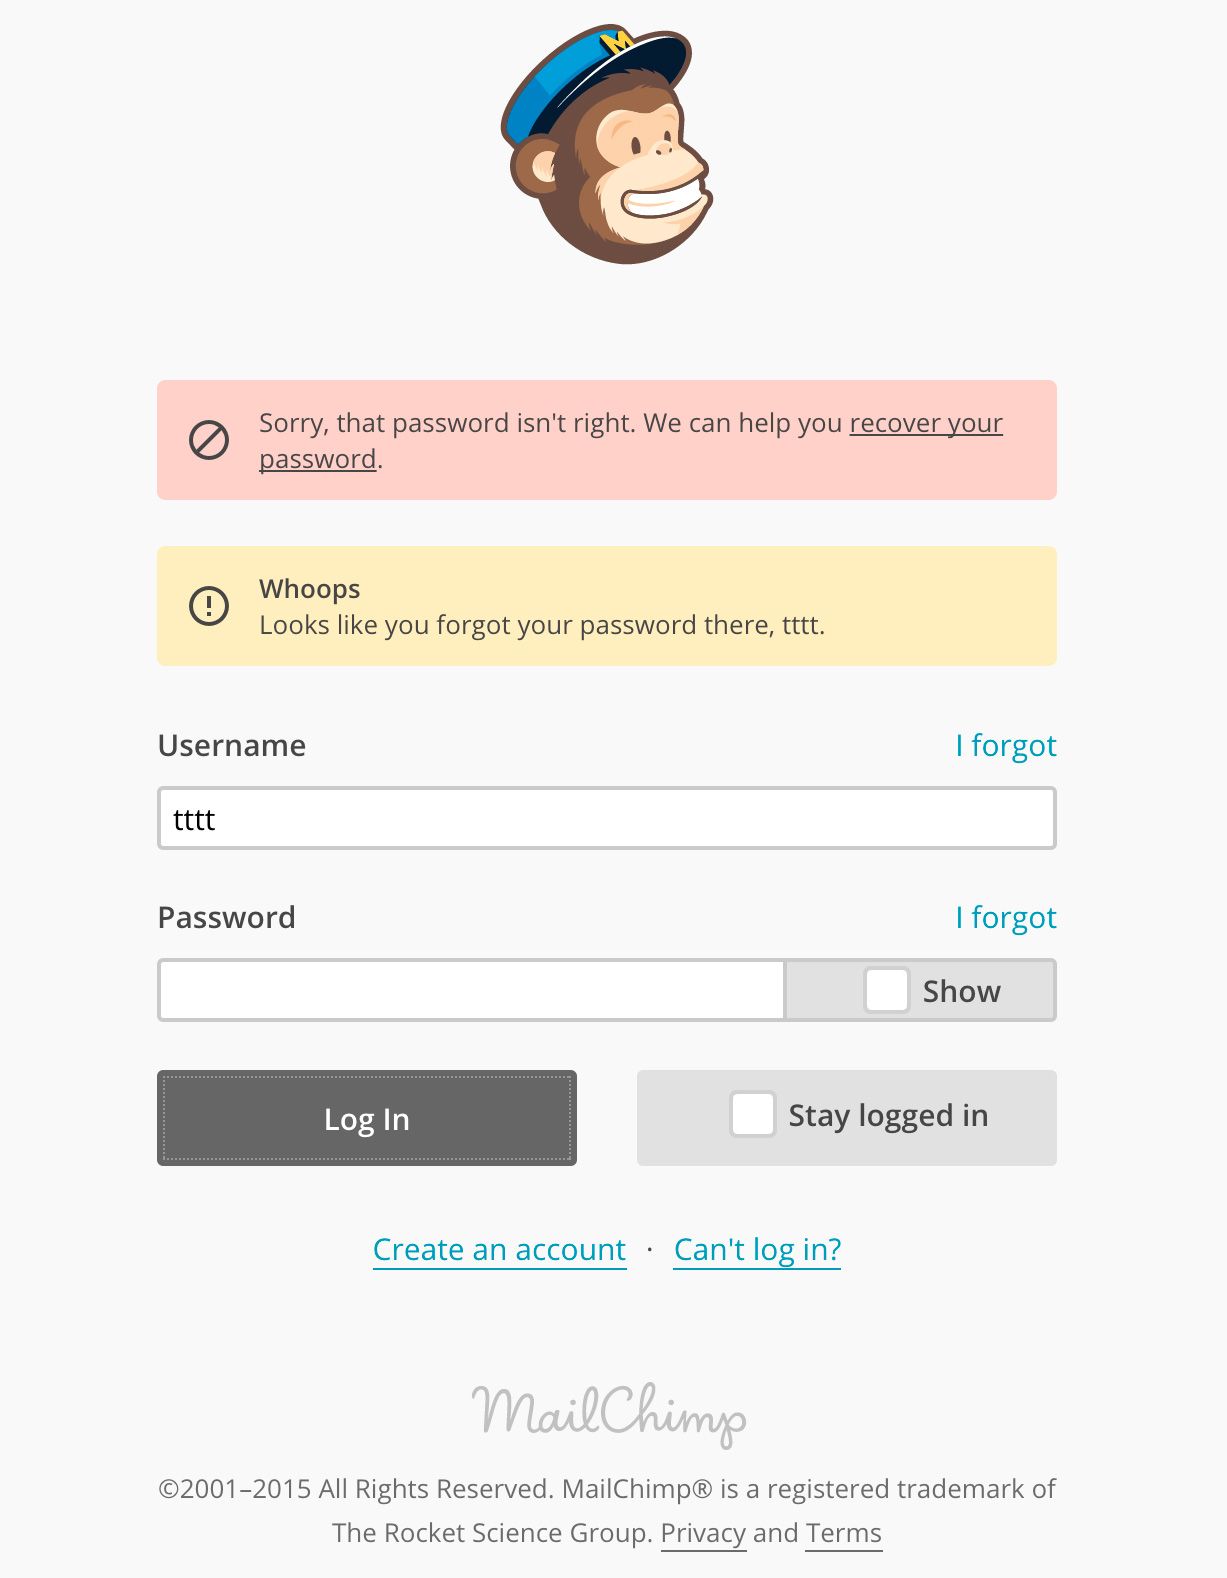 M
Sorry, that password isn't right. We can help you recover your
password.
Whoops
Looks like you forgot your password there, tttt.
Username
I forgot
tttt
Password
I forgot
Show
Log In
Stay logged in
Create an account · Can't log in?
MailChimp
©2001–2015 All Rights Reserved. MailChimp® is a registered trademark of
The Rocket Science Group. Privacy and Terms